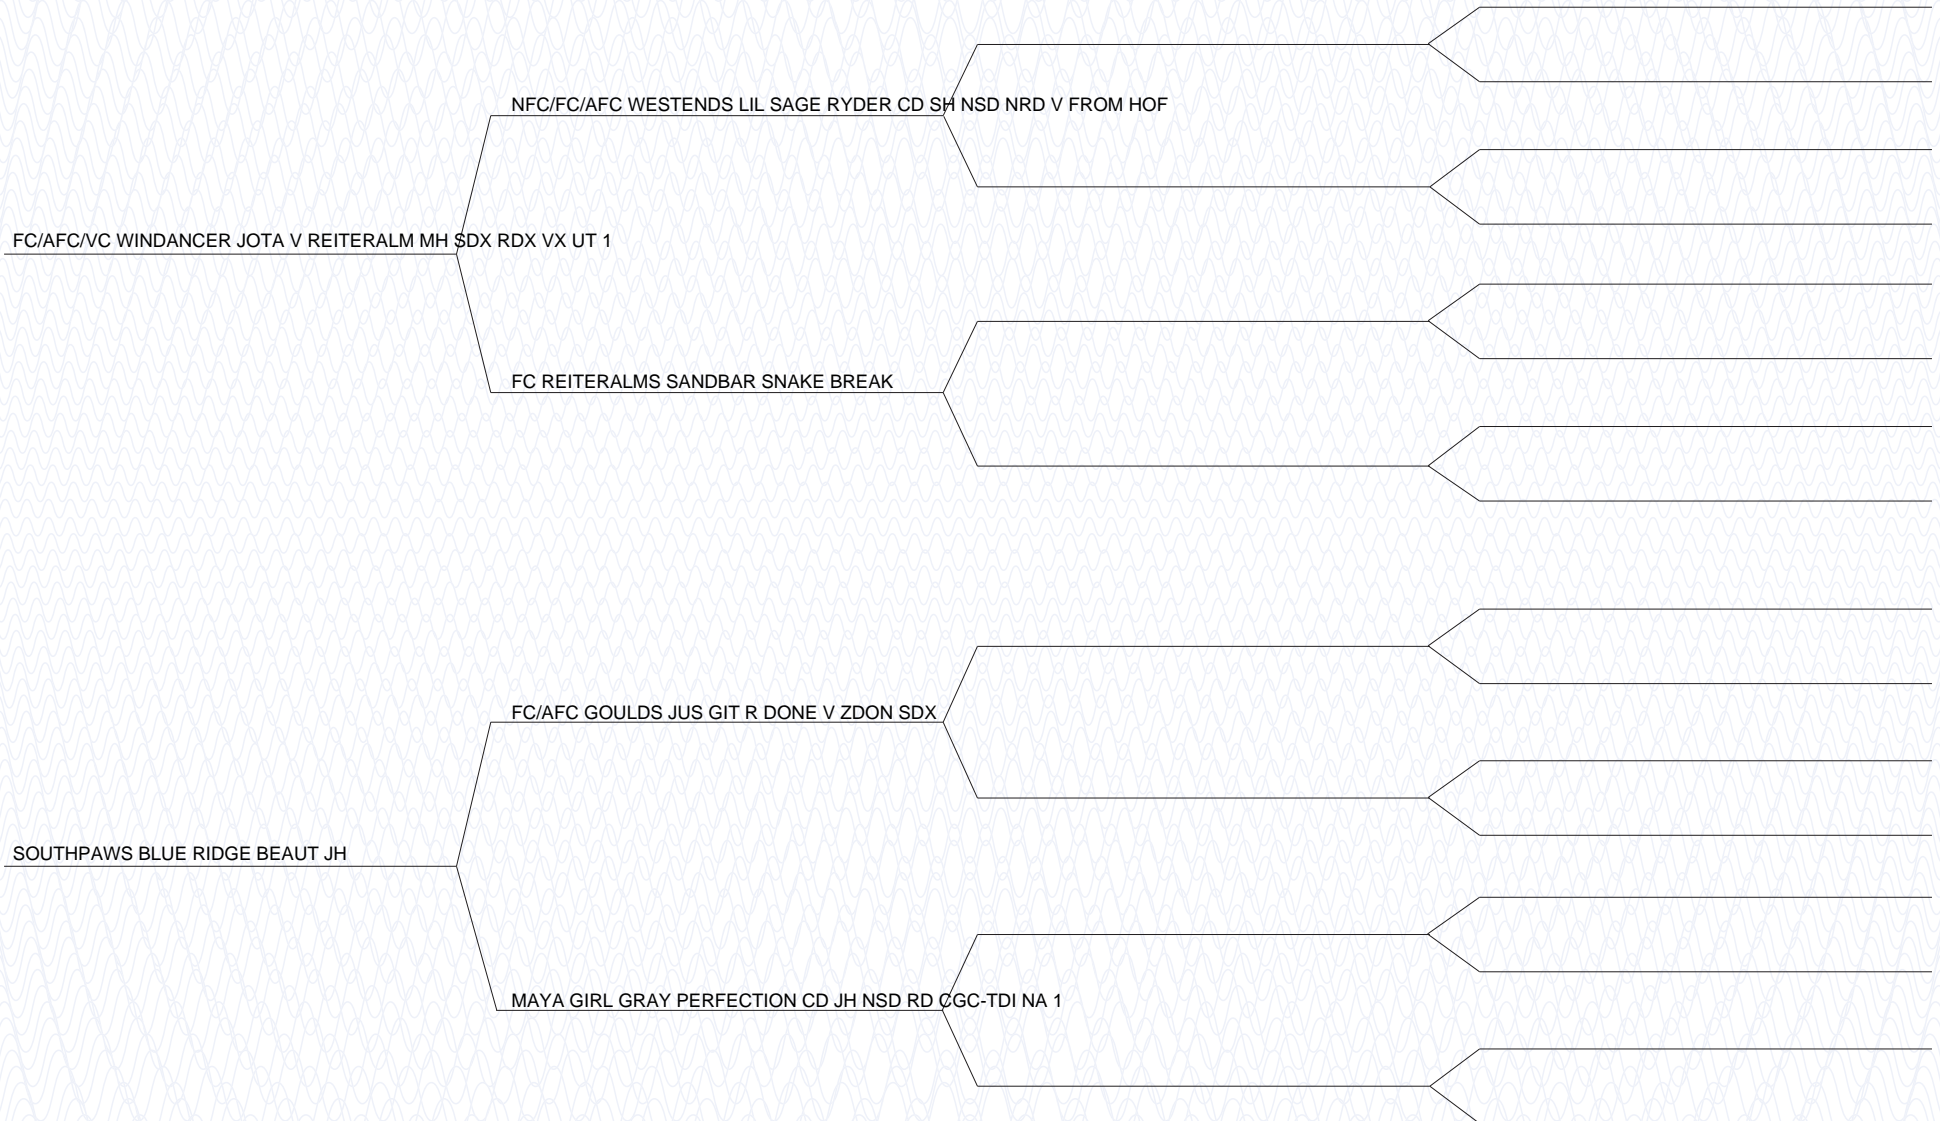 NFC/FC/AFC WESTENDS LIL SAGE RYDER CD SH NSD NRD V FROM HOF
FC/AFC/VC WINDANCER JOTA V REITERALM MH SDX RDX VX UT 1
FC REITERALMS SANDBAR SNAKE BREAK
FC/AFC GOULDS JUS GIT R DONE V ZDON SDX
SOUTHPAWS BLUE RIDGE BEAUT JH
MAYA GIRL GRAY PERFECTION CD JH NSD RD CGC-TDI NA 1